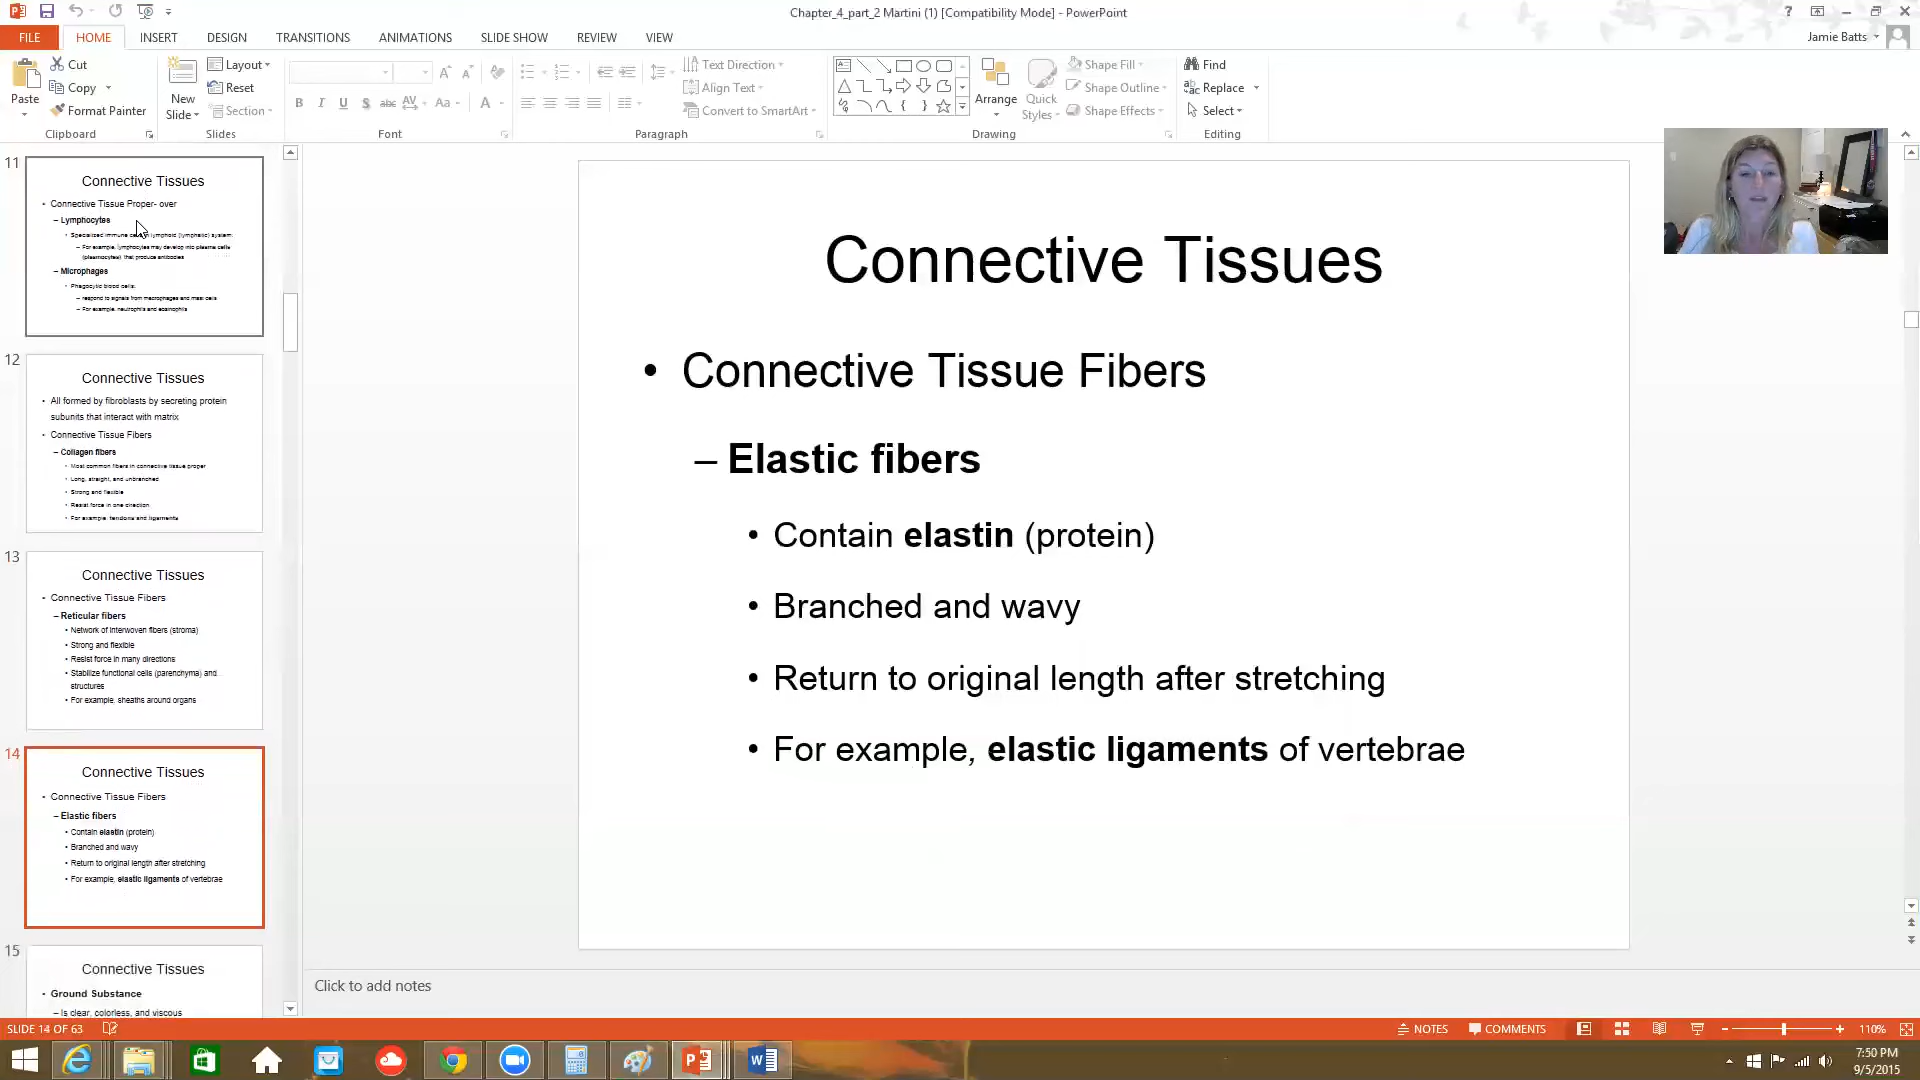 Chapter_4_part_2 Martini (1) [Compatibility Mode] - PowerPoint
FILE HOME INSERT DESIGN TRANSITIONS ANIMATIONS SLIDE SHOW REVIEW VIEW
Jamie Batts
Paste
Cut
Copy
Format Painter
Clipboard
New Slide
Layout
Reset
Section
Slides
Font
Text Direction
Align Text
Convert to SmartArt
Paragraph
Arrange
Quick Styles
Shape Fill
Shape Outline
Shape Effects
Drawing
Find
Replace
Select
Editing
11
Connective Tissues
• Connective Tissue Proper- over
– Lymphocytes
• Specialized immune lymphoid (lymphatic) system:
– For example, lymphocytes may develop into plasma cells
(plasmocytes) that produce antibodies
– Microphages
• Phagocytic blood cells:
– respond to signals from macrophages and mast cells
– For example, neutrophils and eosinophils
12
Connective Tissues
• All formed by fibroblasts by secreting protein
subunits that interact with matrix
• Connective Tissue Fibers
– Collagen fibers
• Most common fibers in connective tissue proper
• Long, straight, and unbranched
• Strong and flexible
• Resist force in one direction
• For example, tendons and ligaments
13
Connective Tissues
• Connective Tissue Fibers
– Reticular fibers
• Network of interwoven fibers (stroma)
• Strong and flexible
• Resist force in many directions
• Stabilize functional cells (parenchyma) and
structures
• For example, sheaths around organs
14
Connective Tissues
• Connective Tissue Fibers
– Elastic fibers
• Contain elastin (protein)
• Branched and wavy
• Return to original length after stretching
• For example, elastic ligaments of vertebrae
15
Connective Tissues
• Ground Substance
– Is clear, colorless, and viscous
Connective Tissues
• Connective Tissue Fibers
– Elastic fibers
• Contain elastin (protein)
• Branched and wavy
• Return to original length after stretching
• For example, elastic ligaments of vertebrae
Click to add notes
SLIDE 14 OF 63
NOTES COMMENTS 110%
7:50 PM
9/5/2015